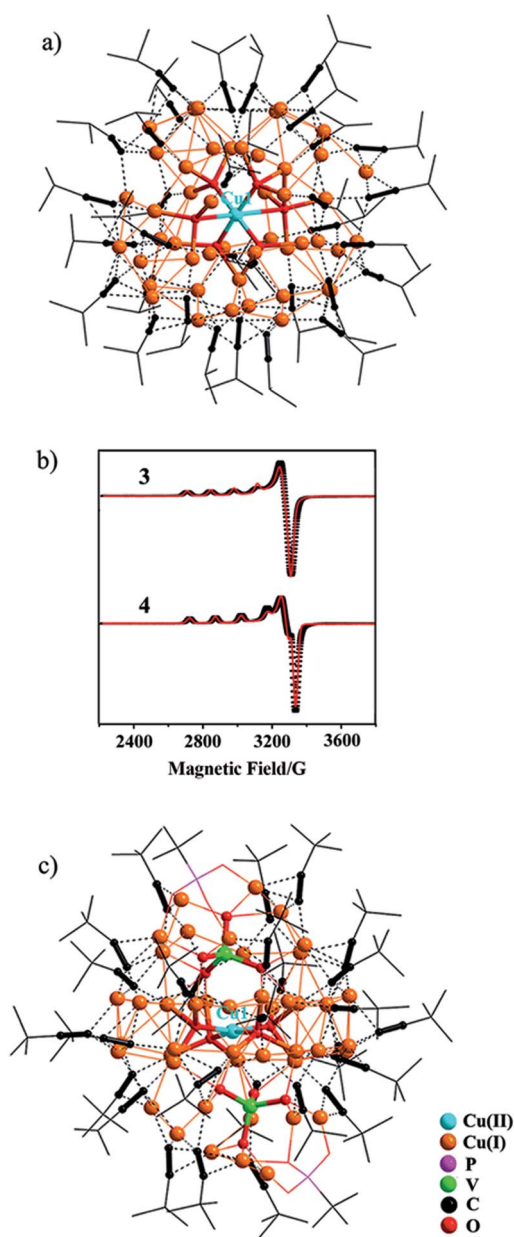 a)
Cu1
b)
3
4
2400 2800 3200 3600
Magnetic Field/G
c)
Cu1
Cu(II)
Cu(I)
P
V
C
O